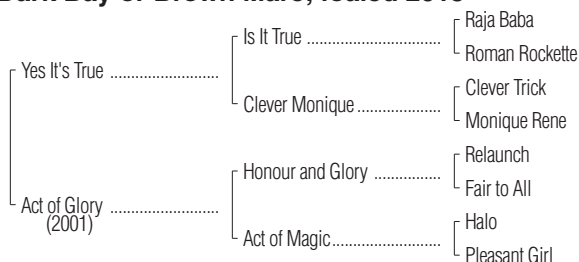 Dark Bay or Brown Mare; foaled
Raja Baba
Is It True ..................................
Roman Rockette
Yes It's True ...........................
Clever Trick
Clever Monique .....................
Monique Rene
Relaunch
Honour and Glory .................
Fair to All
Act of Glory ...........................
(2001)
Halo
Act of Magic...........................
Pleasant Girl